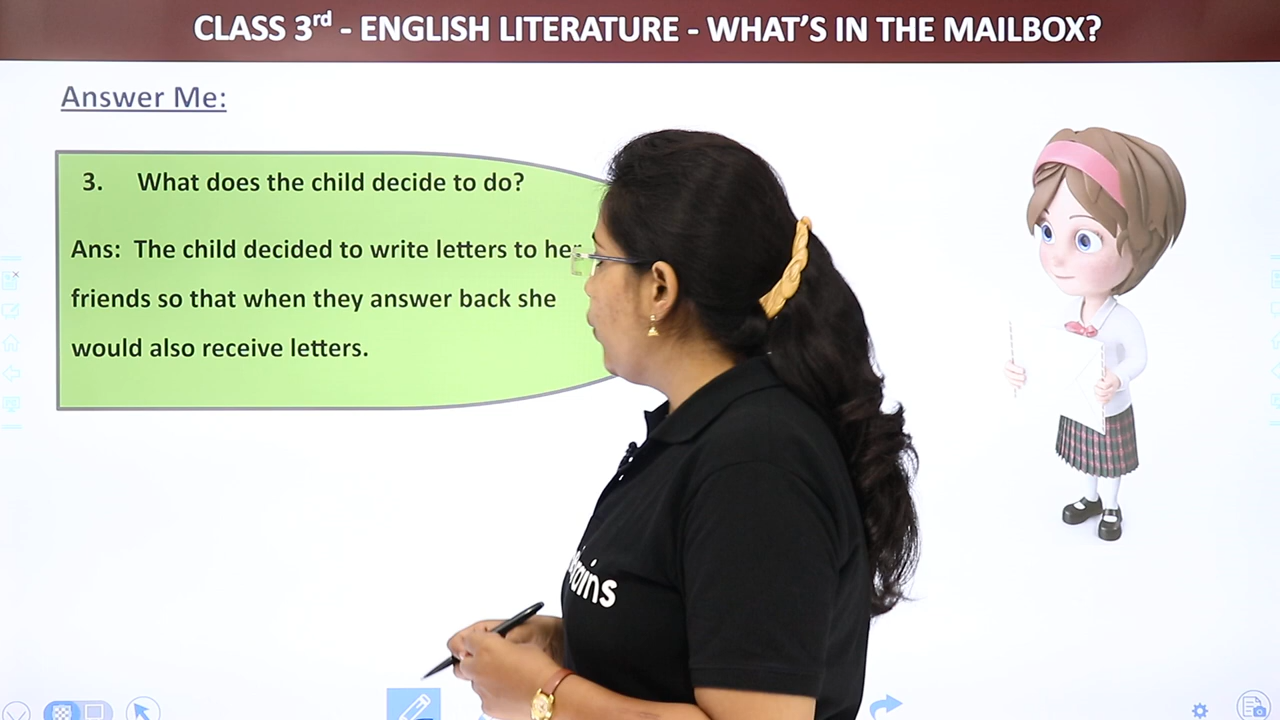 CLASS 3rd - ENGLISH LITERATURE - WHAT'S IN THE MAILBOX?
Answer Me:
3. What does the child decide to do?
Ans: The child decided to write letters to her
friends so that when they answer back she
would also receive letters.